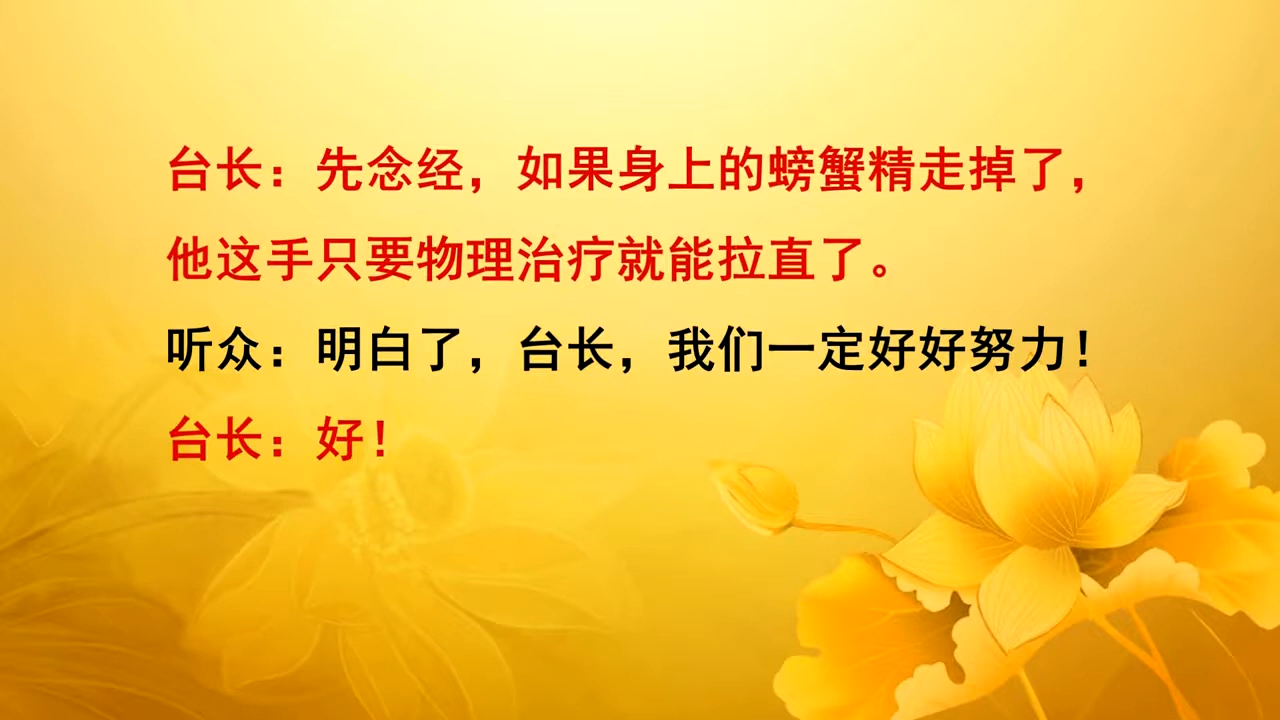 台长：先念经，如果身上的螃蟹精走掉了，
他这手只要物理治疗就能拉直了。
听众：明白了，台长，我们一定好好努力！
台长：好！